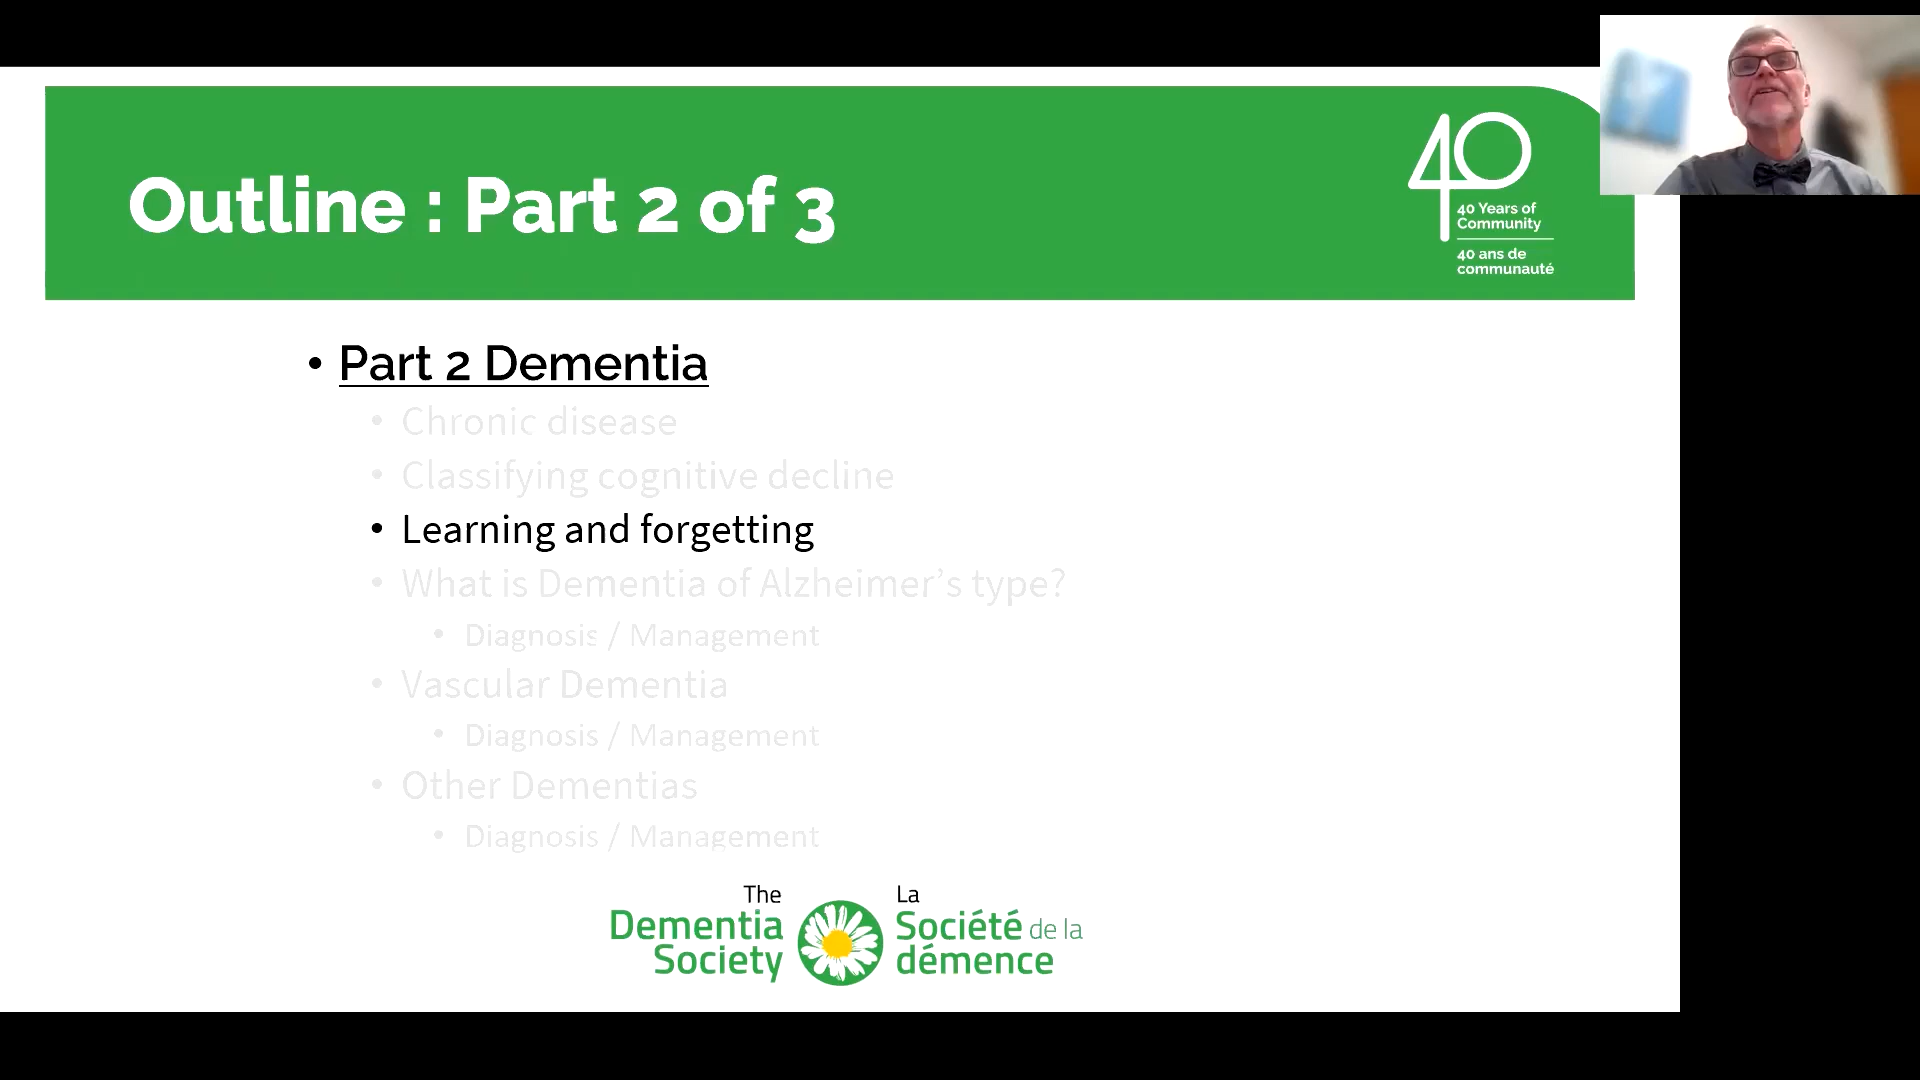 Outline : Part 2 of 3
40
40 Years of
Community
40 ans de
communauté
• Part 2 Dementia
• Chronic disease
• Classifying cognitive decline
• Learning and forgetting
• What is Dementia of Alzheimer’s type?
• Diagnosis / Management
• Vascular Dementia
• Diagnosis / Management
• Other Dementias
• Diagnosis / Management
The
Dementia
Society
La
Société de la
démence